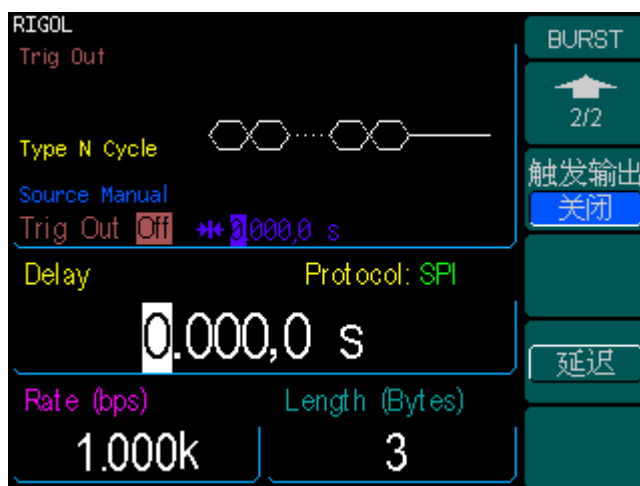 RIGOL
Trig Out
Type N Cycle
Source Manual
Trig Out Off 0.000,0 s
Delay Protocol: SPI
0.000,0 s
Rate (bps) Length (Bytes)
1.000k 3
BURST
2/2
触发输出
关闭
延迟